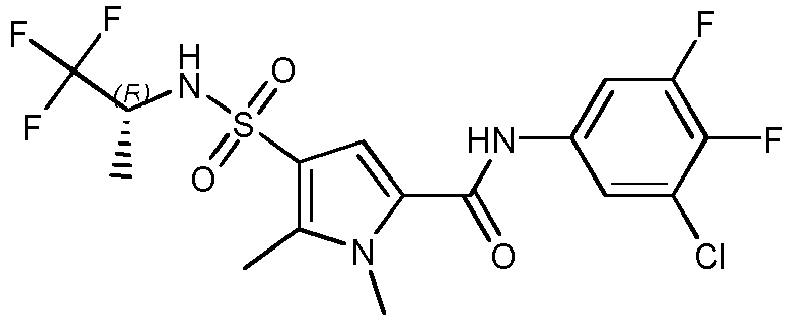 F F
F
H
N O
(R)
F S
HN F
O
N O Cl